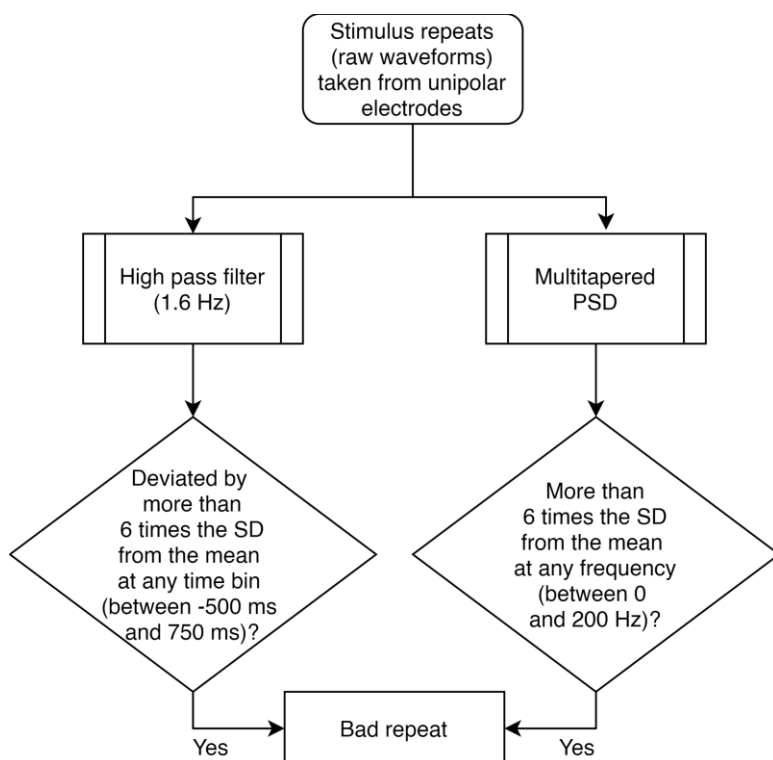 Stimulus repeats
(raw waveforms)
taken from unipolar
electrodes
High pass filter
(1.6 Hz)
Multitapered
PSD
Deviated by
more than
6 times the SD
from the mean
at any time bin
(between -500 ms
and 750 ms)?
More than
6 times the SD
from the mean
at any frequency
(between 0
and 200 Hz)?
Yes
Bad repeat
Yes